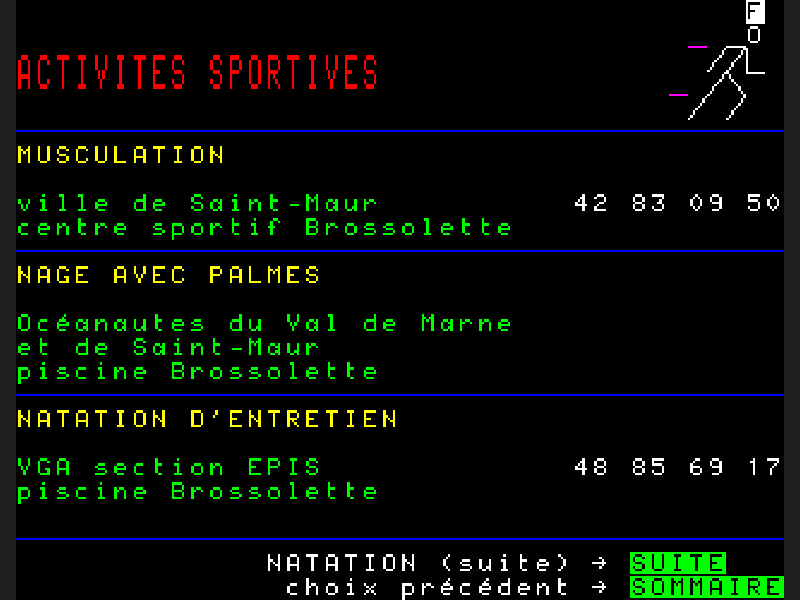 F
ACTIVITES SPORTIVES
MUSCULATION
ville de Saint-Maur 42 83 09 50
centre sportif Brossolette
NAGE AVEC PALMES
Océanautes du Val de Marne
et de Saint-Maur
piscine Brossolette
NATATION D'ENTRETIEN
VGA section EPIS 48 85 69 17
piscine Brossolette
NATATION (suite) → SUITE
choix précédent → SOMMAIRE